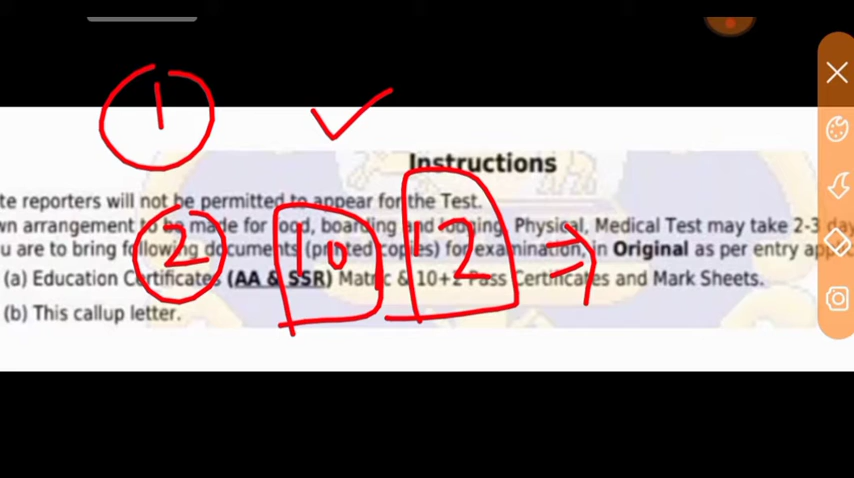 1
Instructions
te reporters will not be permitted to appear for the Test.
wn arrangement to be made for food, boarding and lodging. Physical, Medical Test may take 2-3 day
u are to bring following documents (printed copies) for examination, in Original as per entry app
2 10 12 ⇒
(a) Education Certificates (AA & SSR) Matric & 10+2 Pass Certificates and Mark Sheets.
(b) This callup letter.